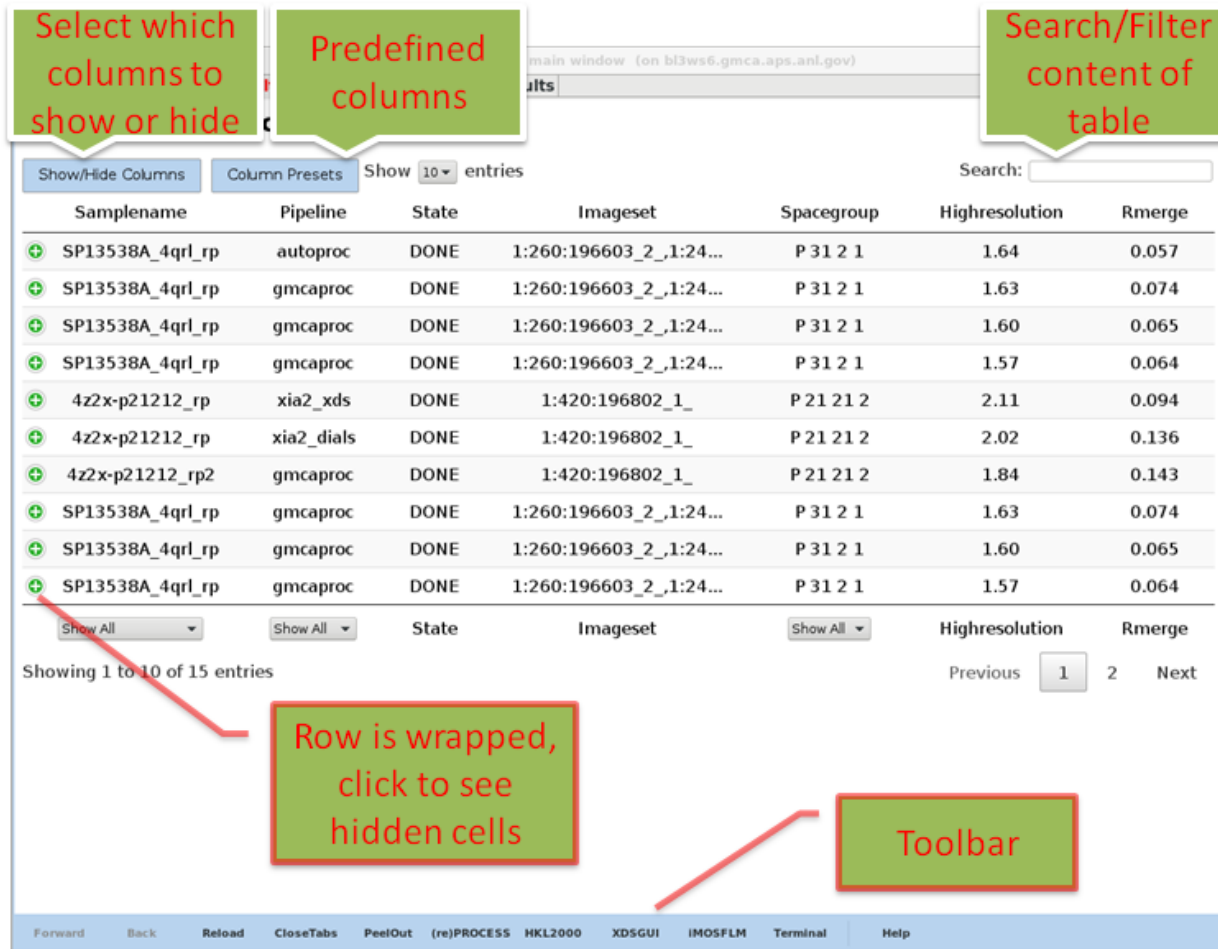 Select which
columns to
show or hide
Predefined
columns
Search/Filter
content of
table
main window (on bl3ws6.gmca.aps.anl.gov)
Show/Hide Columns Column Presets Show 10 entries Search:
Samplename Pipeline State Imageset Spacegroup Highresolution Rmerge
SP13538A_4qrl_rp autoproc DONE 1:260:196603_2_,1:24... P 31 2 1 1.64 0.057
SP13538A_4qrl_rp gmcaproc DONE 1:260:196603_2_,1:24... P 31 2 1 1.63 0.074
SP13538A_4qrl_rp gmcaproc DONE 1:260:196603_2_,1:24... P 31 2 1 1.60 0.065
SP13538A_4qrl_rp gmcaproc DONE 1:260:196603_2_,1:24... P 31 2 1 1.57 0.064
4z2x-p21212_rp xia2_xds DONE 1:420:196802_1_ P 21 21 2 2.11 0.094
4z2x-p21212_rp xia2_dials DONE 1:420:196802_1_ P 21 21 2 2.02 0.136
4z2x-p21212_rp2 gmcaproc DONE 1:420:196802_1_ P 21 21 2 1.84 0.143
SP13538A_4qrl_rp gmcaproc DONE 1:260:196603_2_,1:24... P 31 2 1 1.63 0.074
SP13538A_4qrl_rp gmcaproc DONE 1:260:196603_2_,1:24... P 31 2 1 1.60 0.065
SP13538A_4qrl_rp gmcaproc DONE 1:260:196603_2_,1:24... P 31 2 1 1.57 0.064
Show All Show All State Imageset Show All Highresolution Rmerge
Showing 1 to 10 of 15 entries Previous 1 2 Next
Row is wrapped,
click to see
hidden cells
Toolbar
Forward Back Reload CloseTabs PeelOut (re)PROCESS HKL2000 XDSGUI iMOSFLM Terminal Help